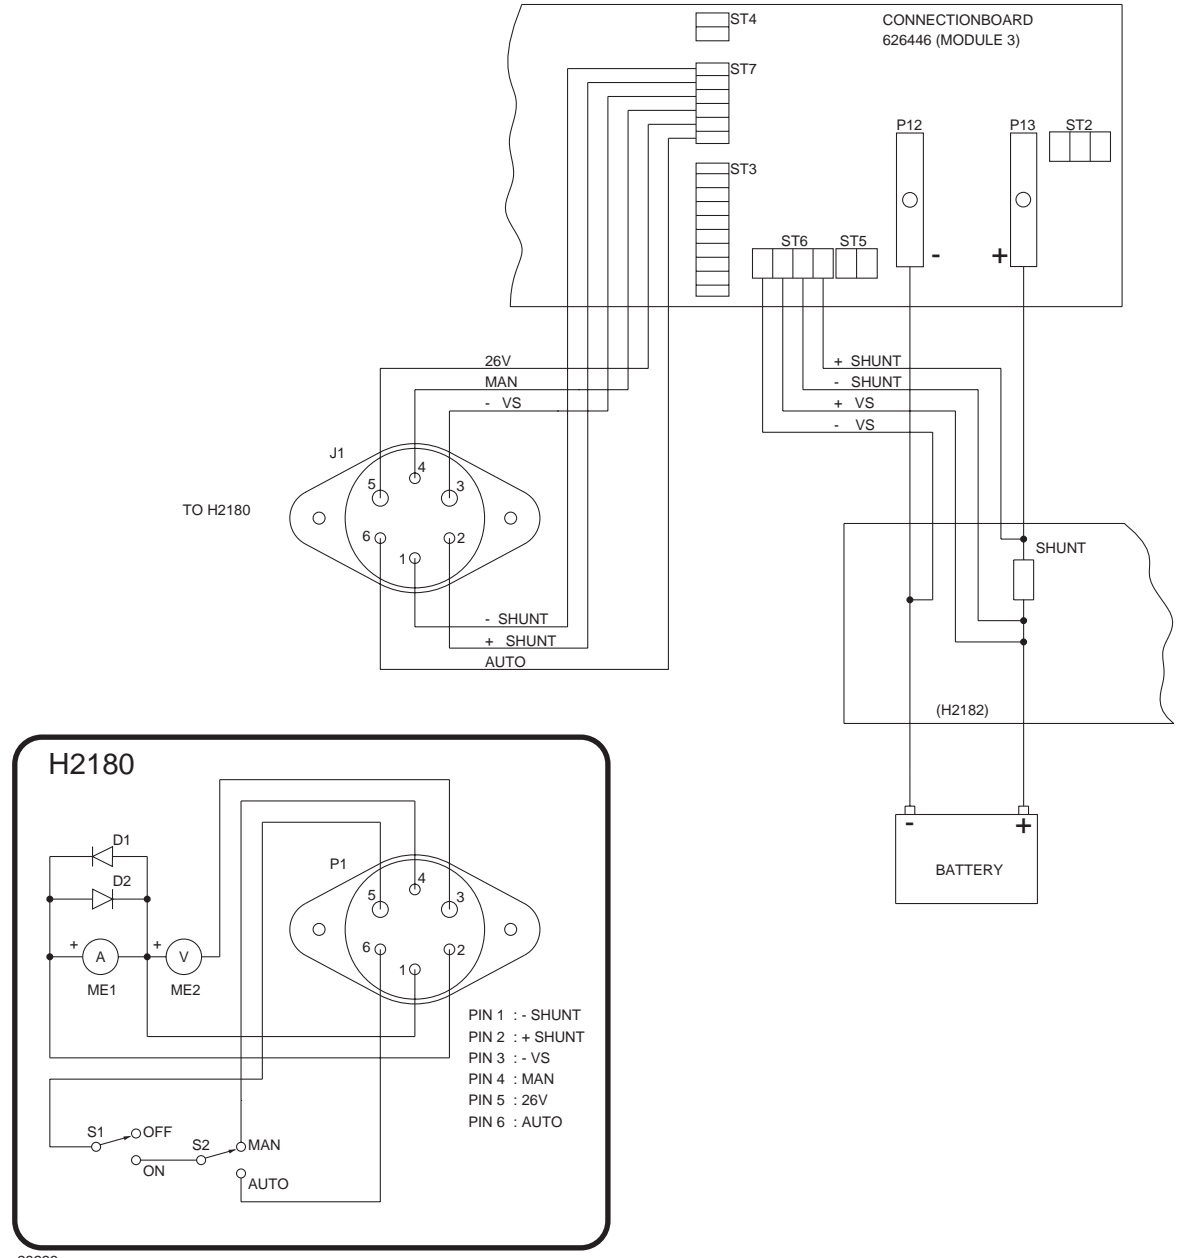 ST4
CONNECTIONBOARD
626446 (MODULE 3)
ST7
P12
P13
ST2
ST3
ST6
ST5
-
+
26V
MAN
- VS
+ SHUNT
- SHUNT
+ VS
- VS
J1
4
5
3
TO H2180
6
2
1
SHUNT
- SHUNT
+ SHUNT
AUTO
(H2182)
H2180
-
+
BATTERY
D1
D2
P1
4
5
3
+
A
+
V
6
2
1
ME1
ME2
PIN 1 : - SHUNT
PIN 2 : + SHUNT
PIN 3 : - VS
PIN 4 : MAN
PIN 5 : 26V
PIN 6 : AUTO
S1
OFF
S2
MAN
ON
AUTO